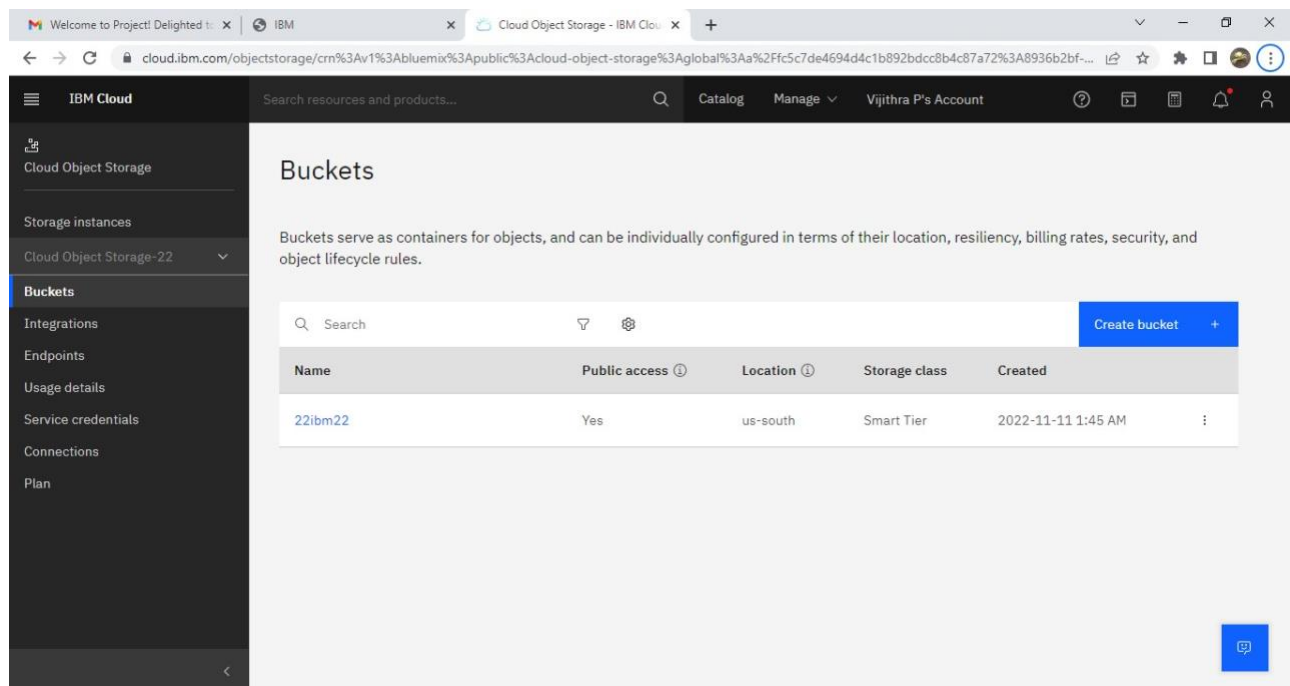 Welcome to Project! Delighted to
IBM
Cloud Object Storage - IBM Clou
cloud.ibm.com/objectstorage/crn%3Av1%3Abluemix%3Apublic%3Acloud-object-storage%3Aglobal%3Aa%2Ffc5c7de4694d4c1b892bdcc8b4c87a72%3A8936b2bf-...
IBM Cloud
Search resources and products...
Catalog
Manage
Vijithra P's Account
Cloud Object Storage
Storage instances
Cloud Object Storage-22
Buckets
Integrations
Endpoints
Usage details
Service credentials
Connections
Plan
Buckets
Buckets serve as containers for objects, and can be individually configured in terms of their location, resiliency, billing rates, security, and
object lifecycle rules.
Search
Create bucket +
Name Public access Location Storage class Created
22ibm22 Yes us-south Smart Tier 2022-11-11 1:45 AM